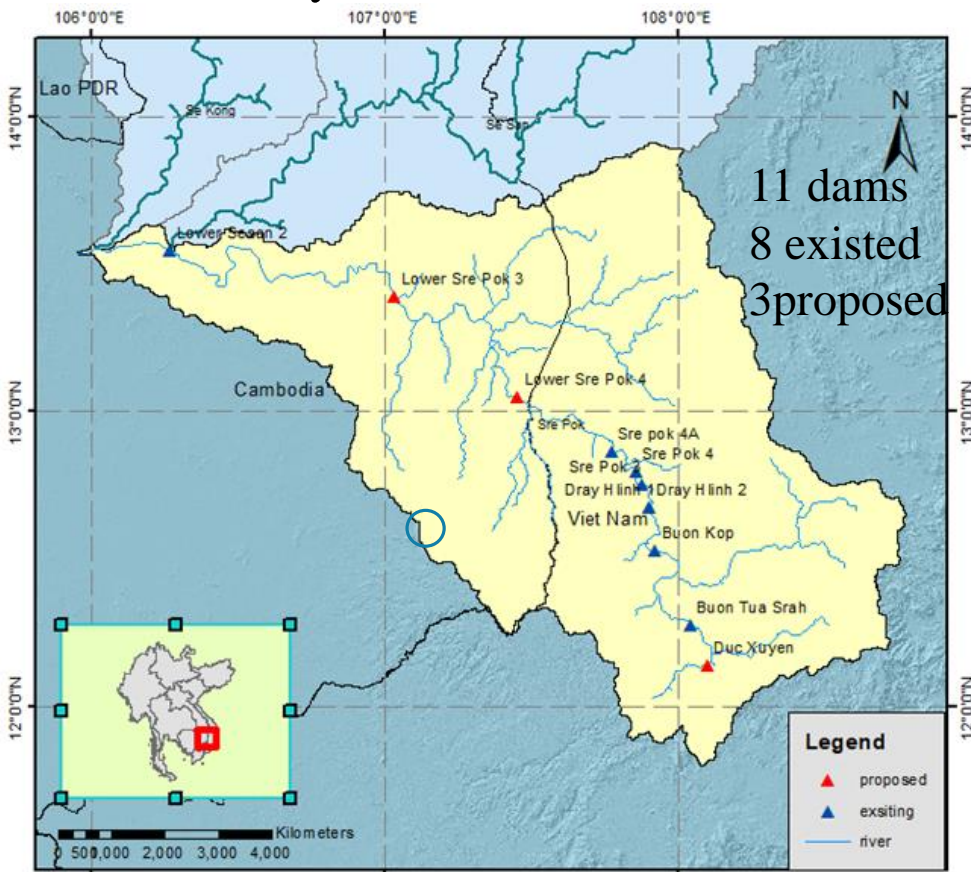 106°0'0"E
107°0'0"E
108°0'0"E
Lao PDR
14°0'0"N
14°0'0"N
Se Kong
Se San
N
11 dams
8 existed
3proposed
Lower Sesan 2
Lower Sre Pok 3
Cambodia
Lower Sre Pok 4
13°0'0"N
13°0'0"N
Sre Pok
Sre pok 4A
Sre Pok 4
Sre Pok 3
Dray Hlinh 1
Dray Hlinh 2
Viet Nam
Buon Kop
Buon Tua Srah
Duc Xuyen
12°0'0"N
12°0'0"N
Legend
proposed
exsiting
river
Kilometers
0 500 1,000 2,000 3,000 4,000